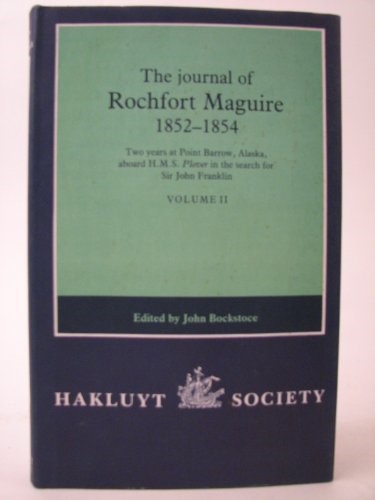 The journal of
Rochfort Maguire
1852–1854
Two years at Point Barrow, Alaska,
aboard H.M.S. Plover in the search for
Sir John Franklin
VOLUME II
Edited by John Bockstoce
HAKLUYT SOCIETY